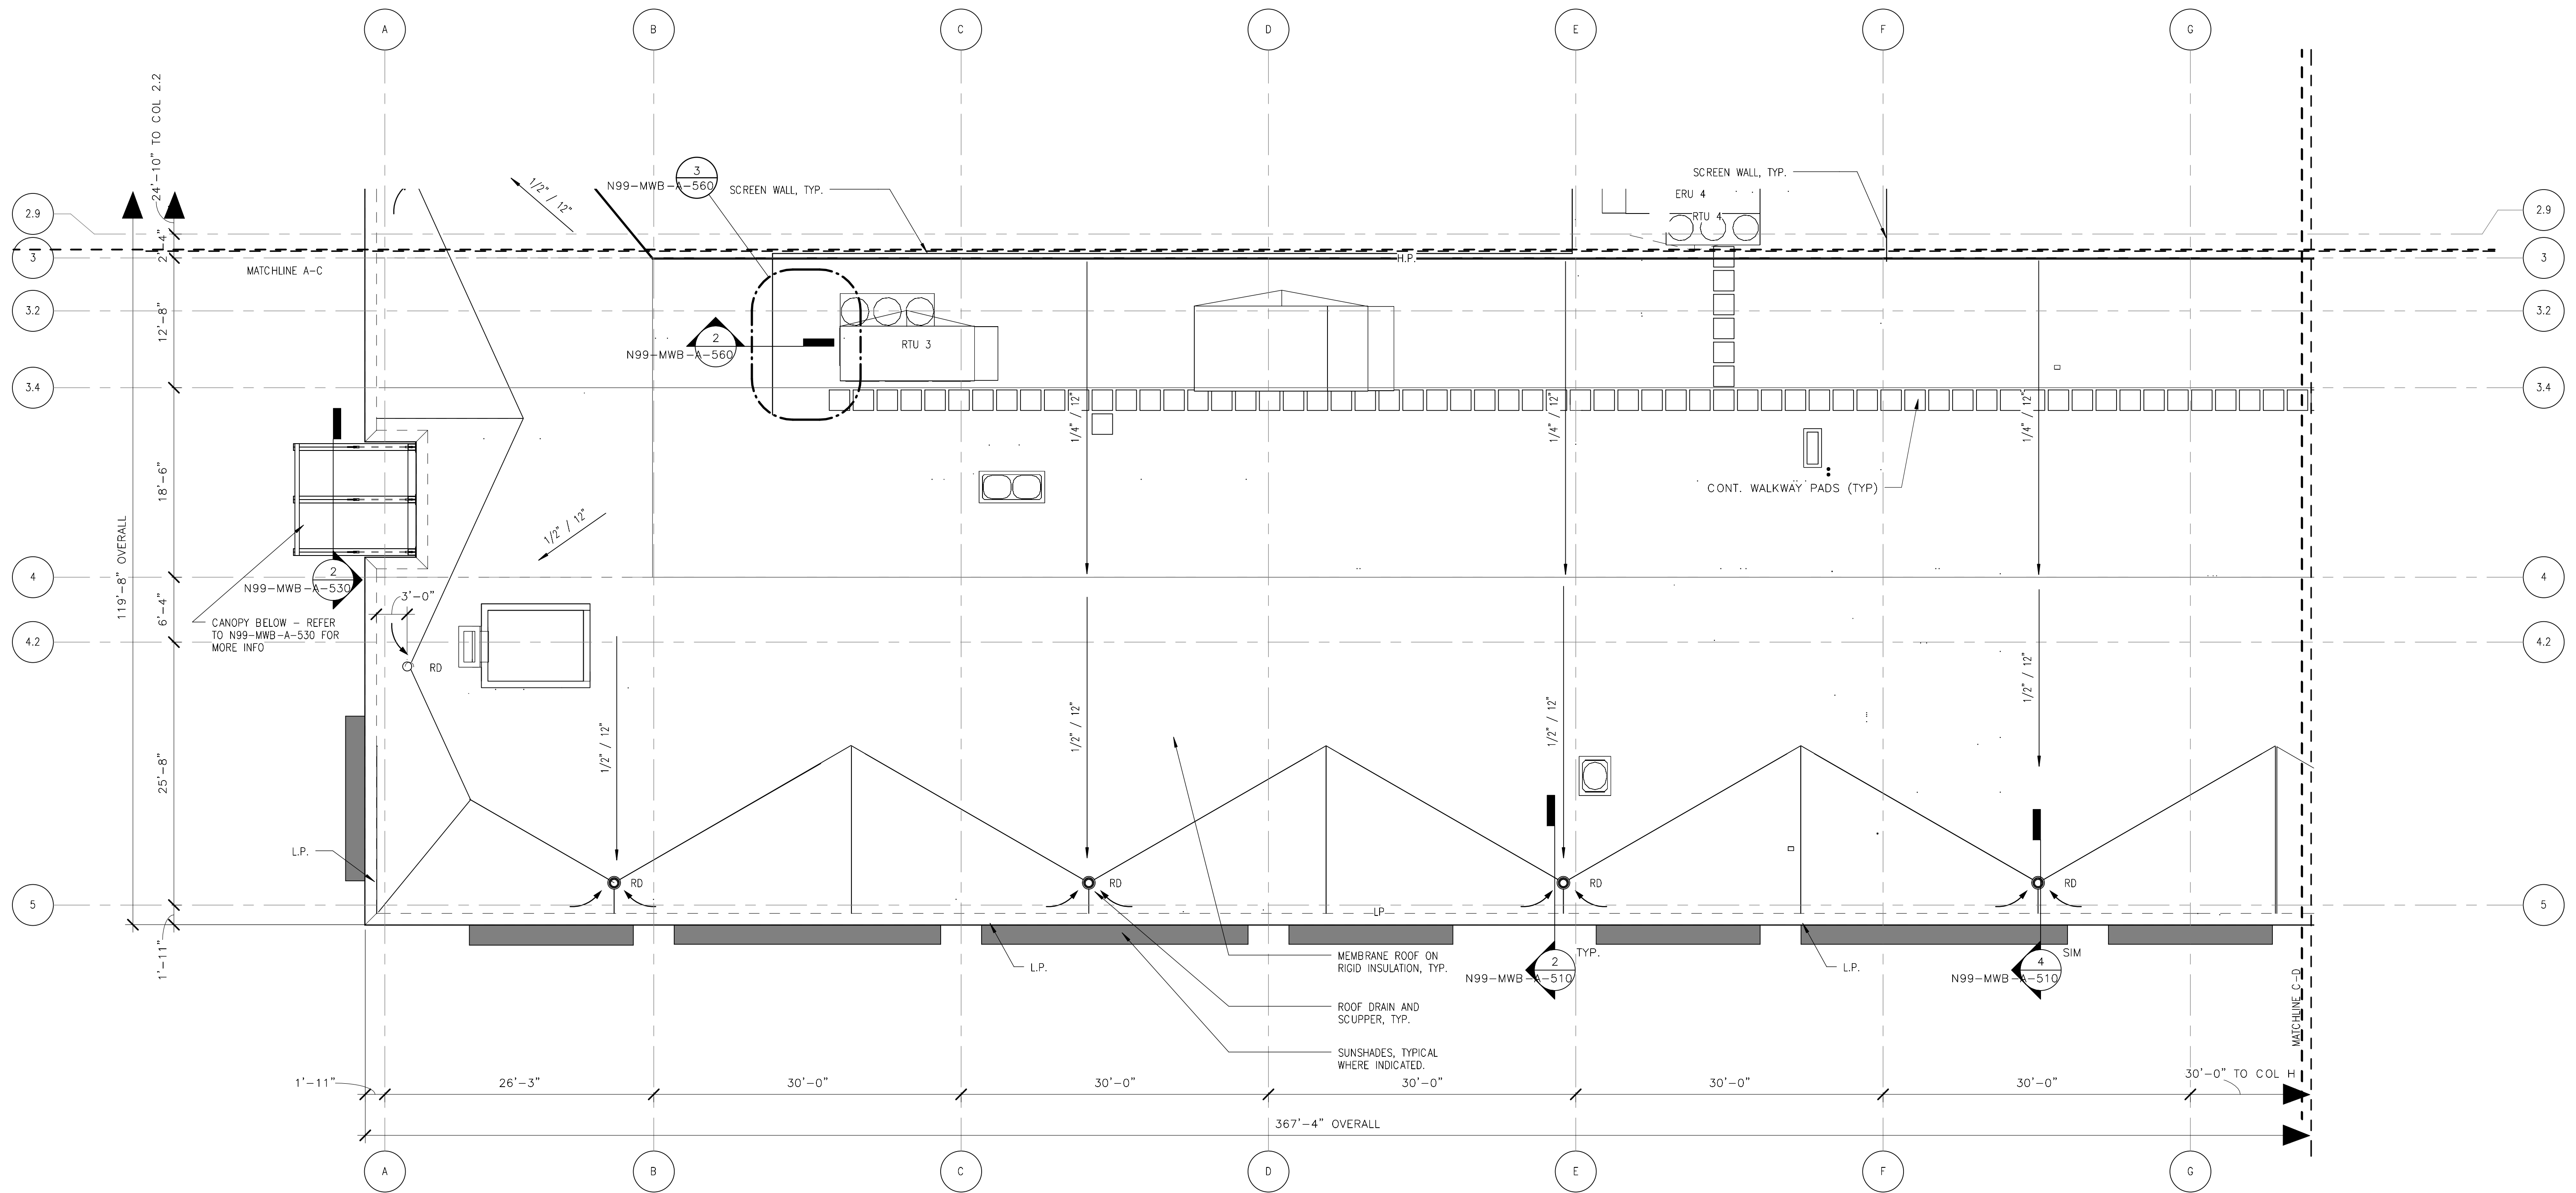 A
B
C
D
E
F
G
24'-10" TO COL 2.2
2.9
2.9
3
N99-MWB-A-560
SCREEN WALL, TYP.
SCREEN WALL, TYP.
1/2" / 12"
ERU 4
RTU 4
2'-4"
3
3
MATCHLINE A-C
H.P.
3.2
3.2
12'-8"
2
N99-MWB-A-560
RTU 3
3.4
3.4
1/4" / 12"
1/4" / 12"
1/4" / 12"
18'-6"
CONT. WALKWAY PADS (TYP)
1/2" / 12"
119'-8" OVERALL
4
4
2
N99-MWB-A-530
3'-0"
6'-4"
CANOPY BELOW - REFER
TO N99-MWB-A-530 FOR
MORE INFO
4.2
4.2
RD
1/2" / 12"
1/2" / 12"
1/2" / 12"
1/2" / 12"
25'-8"
L.P.
RD
RD
RD
RD
5
5
LP
1'-11"
L.P.
MEMBRANE ROOF ON
RIGID INSULATION, TYP.
2
TYP.
N99-MWB-A-510
L.P.
4
SIM
N99-MWB-A-510
ROOF DRAIN AND
SCUPPER, TYP.
SUNSHADES, TYPICAL
WHERE INDICATED.
MATCHLINE C-D
1'-11"
26'-3"
30'-0"
30'-0"
30'-0"
30'-0"
30'-0"
30'-0" TO COL H
367'-4" OVERALL
A
B
C
D
E
F
G